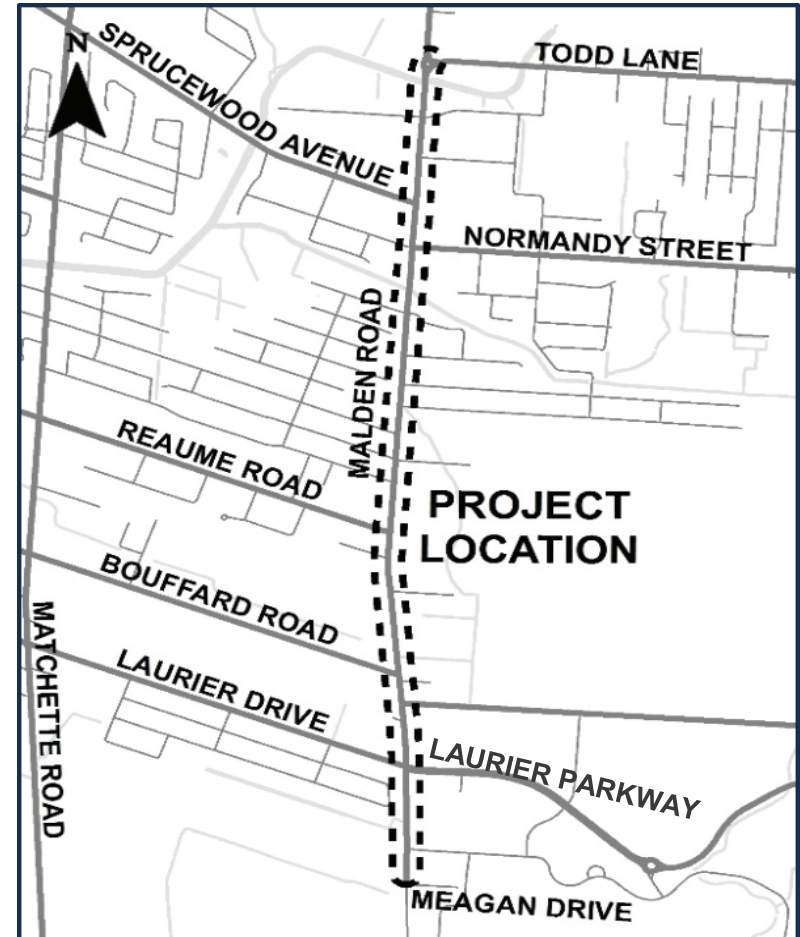 N
SPRUCEWOOD AVENUE
TODD LANE
NORMANDY STREET
MALDEN ROAD
REAUME ROAD
PROJECT
LOCATION
BOUFFARD ROAD
MATCHETTE ROAD
LAURIER DRIVE
LAURIER PARKWAY
MEAGAN DRIVE